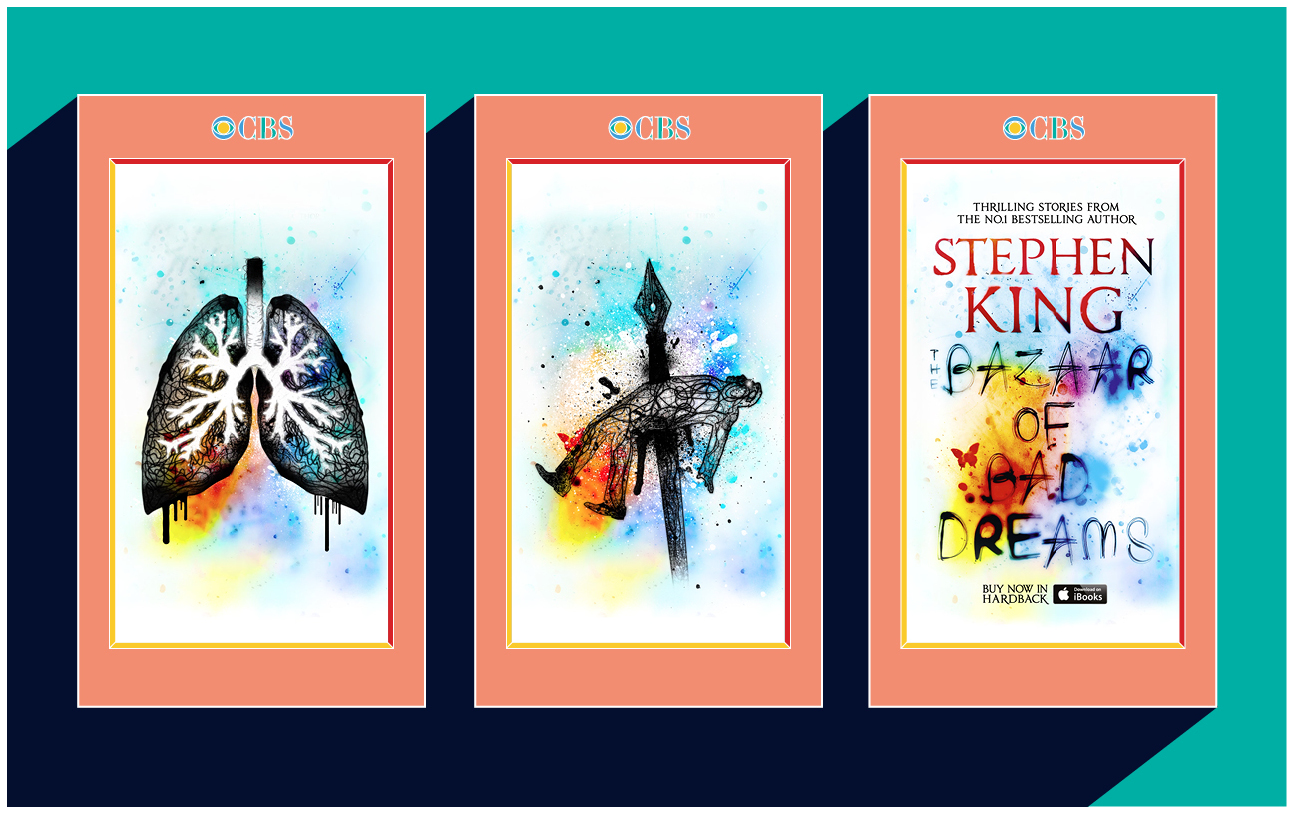 CBS
CBS
CBS
THRILLING STORIES FROM
THE NO.1 BESTSELLING AUTHOR
STEPHEN
KING
THE BAZAAR
OF
BAD
DREAMS
BUY NOW IN
HARDBACK
Download on
iBooks